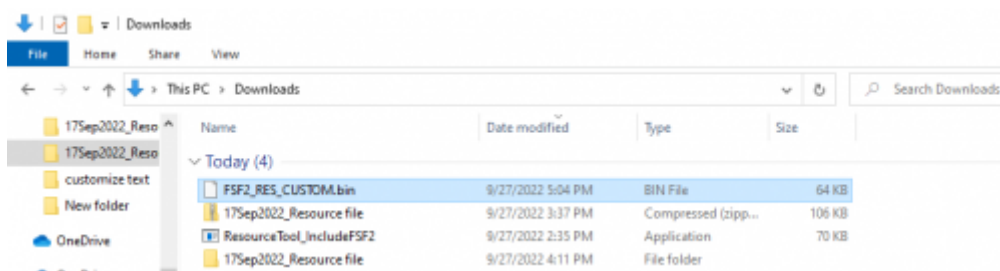 Downloads
File Home Share View
This PC > Downloads Search Downloads
17Sep2022_Reso Name Date modified Type Size
17Sep2022_Reso Today (4)
customize text FSF2_RES_CUSTOM.bin 9/27/2022 5:04 PM BIN File 64 KB
New folder 17Sep2022_Resource file 9/27/2022 3:37 PM Compressed (zipp... 106 KB
OneDrive ResourceTool_IncludeFSF2 9/27/2022 2:35 PM Application 70 KB
17Sep2022_Resource file 9/27/2022 4:11 PM File folder